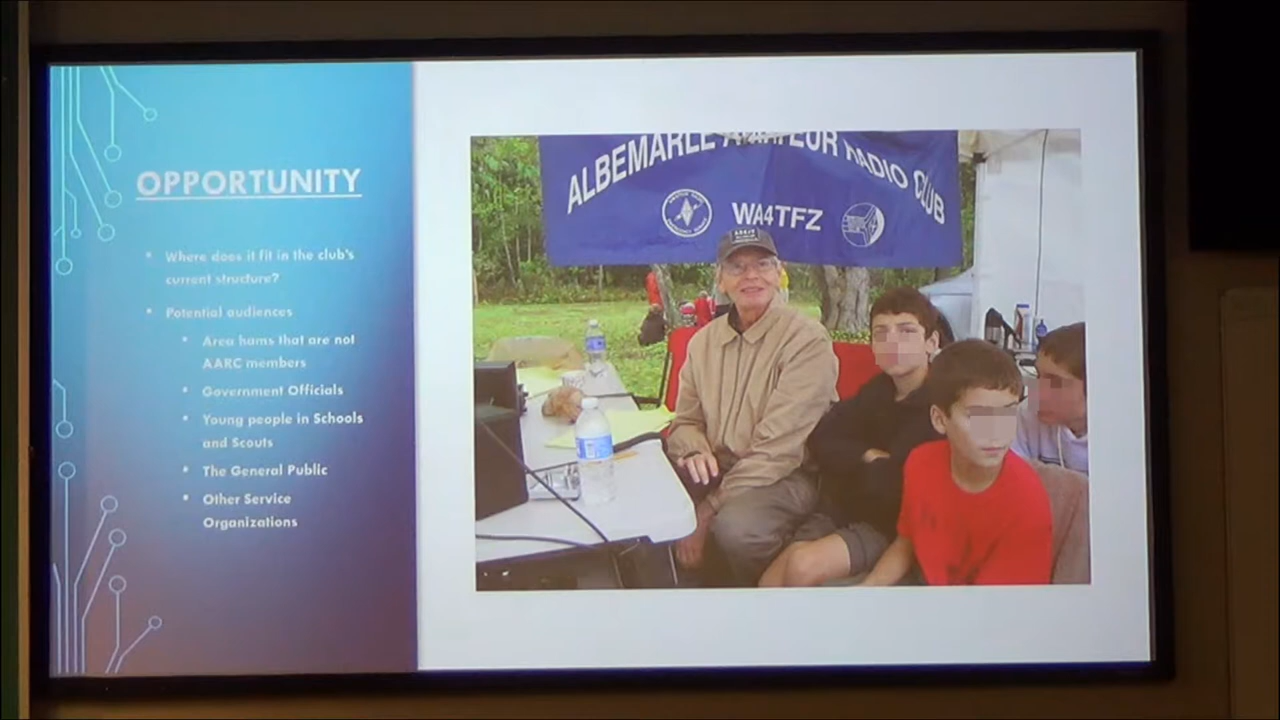 OPPORTUNITY
Where does it fit in the club's
current structure?
Potential audiences
Area hams that are not
AARC members
Government Officials
Young people in Schools
and Scouts
The General Public
Other Service
Organizations
ALBEMARLE AMATEUR RADIO CLUB
WA4TFZ